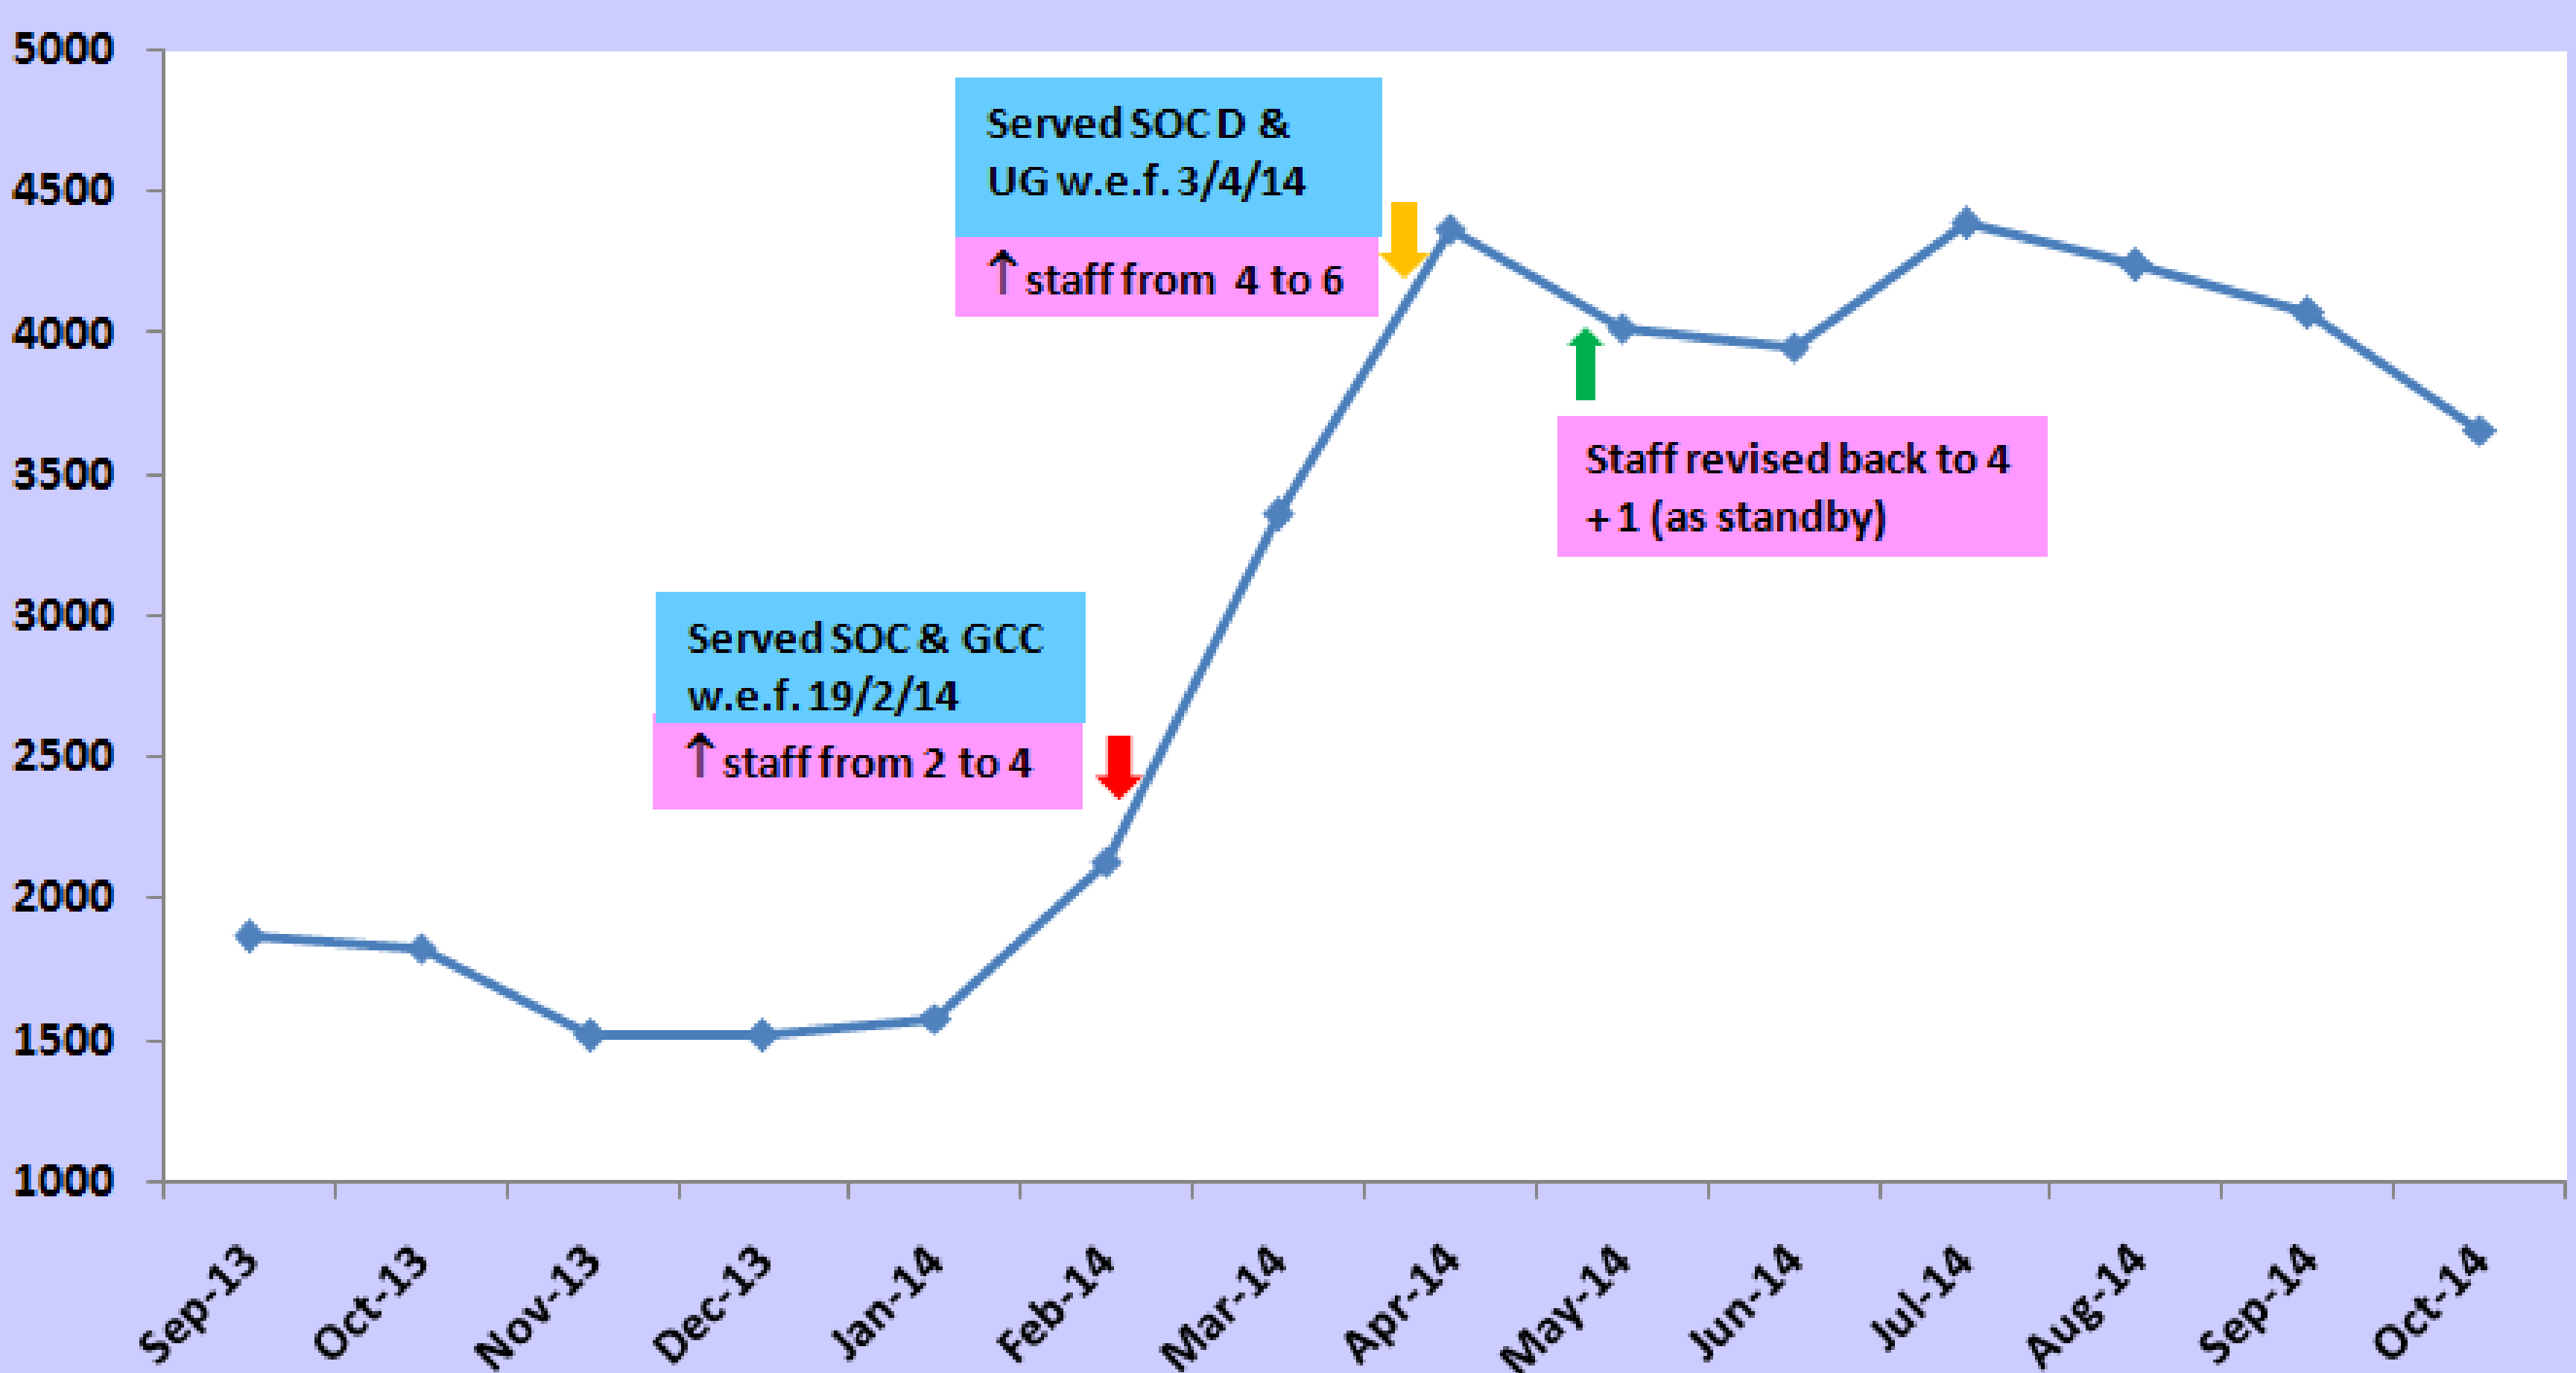 5000
4500
4000
3500
3000
2500
2000
1500
1000
Served SOC D &
UG w.e.f. 3/4/14
↑ staff from 4 to 6
Served SOC & GCC
w.e.f. 19/2/14
↑ staff from 2 to 4
Staff revised back to 4
+ 1 (as standby)
Sep-13
Oct-13
Nov-13
Dec-13
Jan-14
Feb-14
Mar-14
Apr-14
May-14
Jun-14
Jul-14
Aug-14
Sep-14
Oct-14